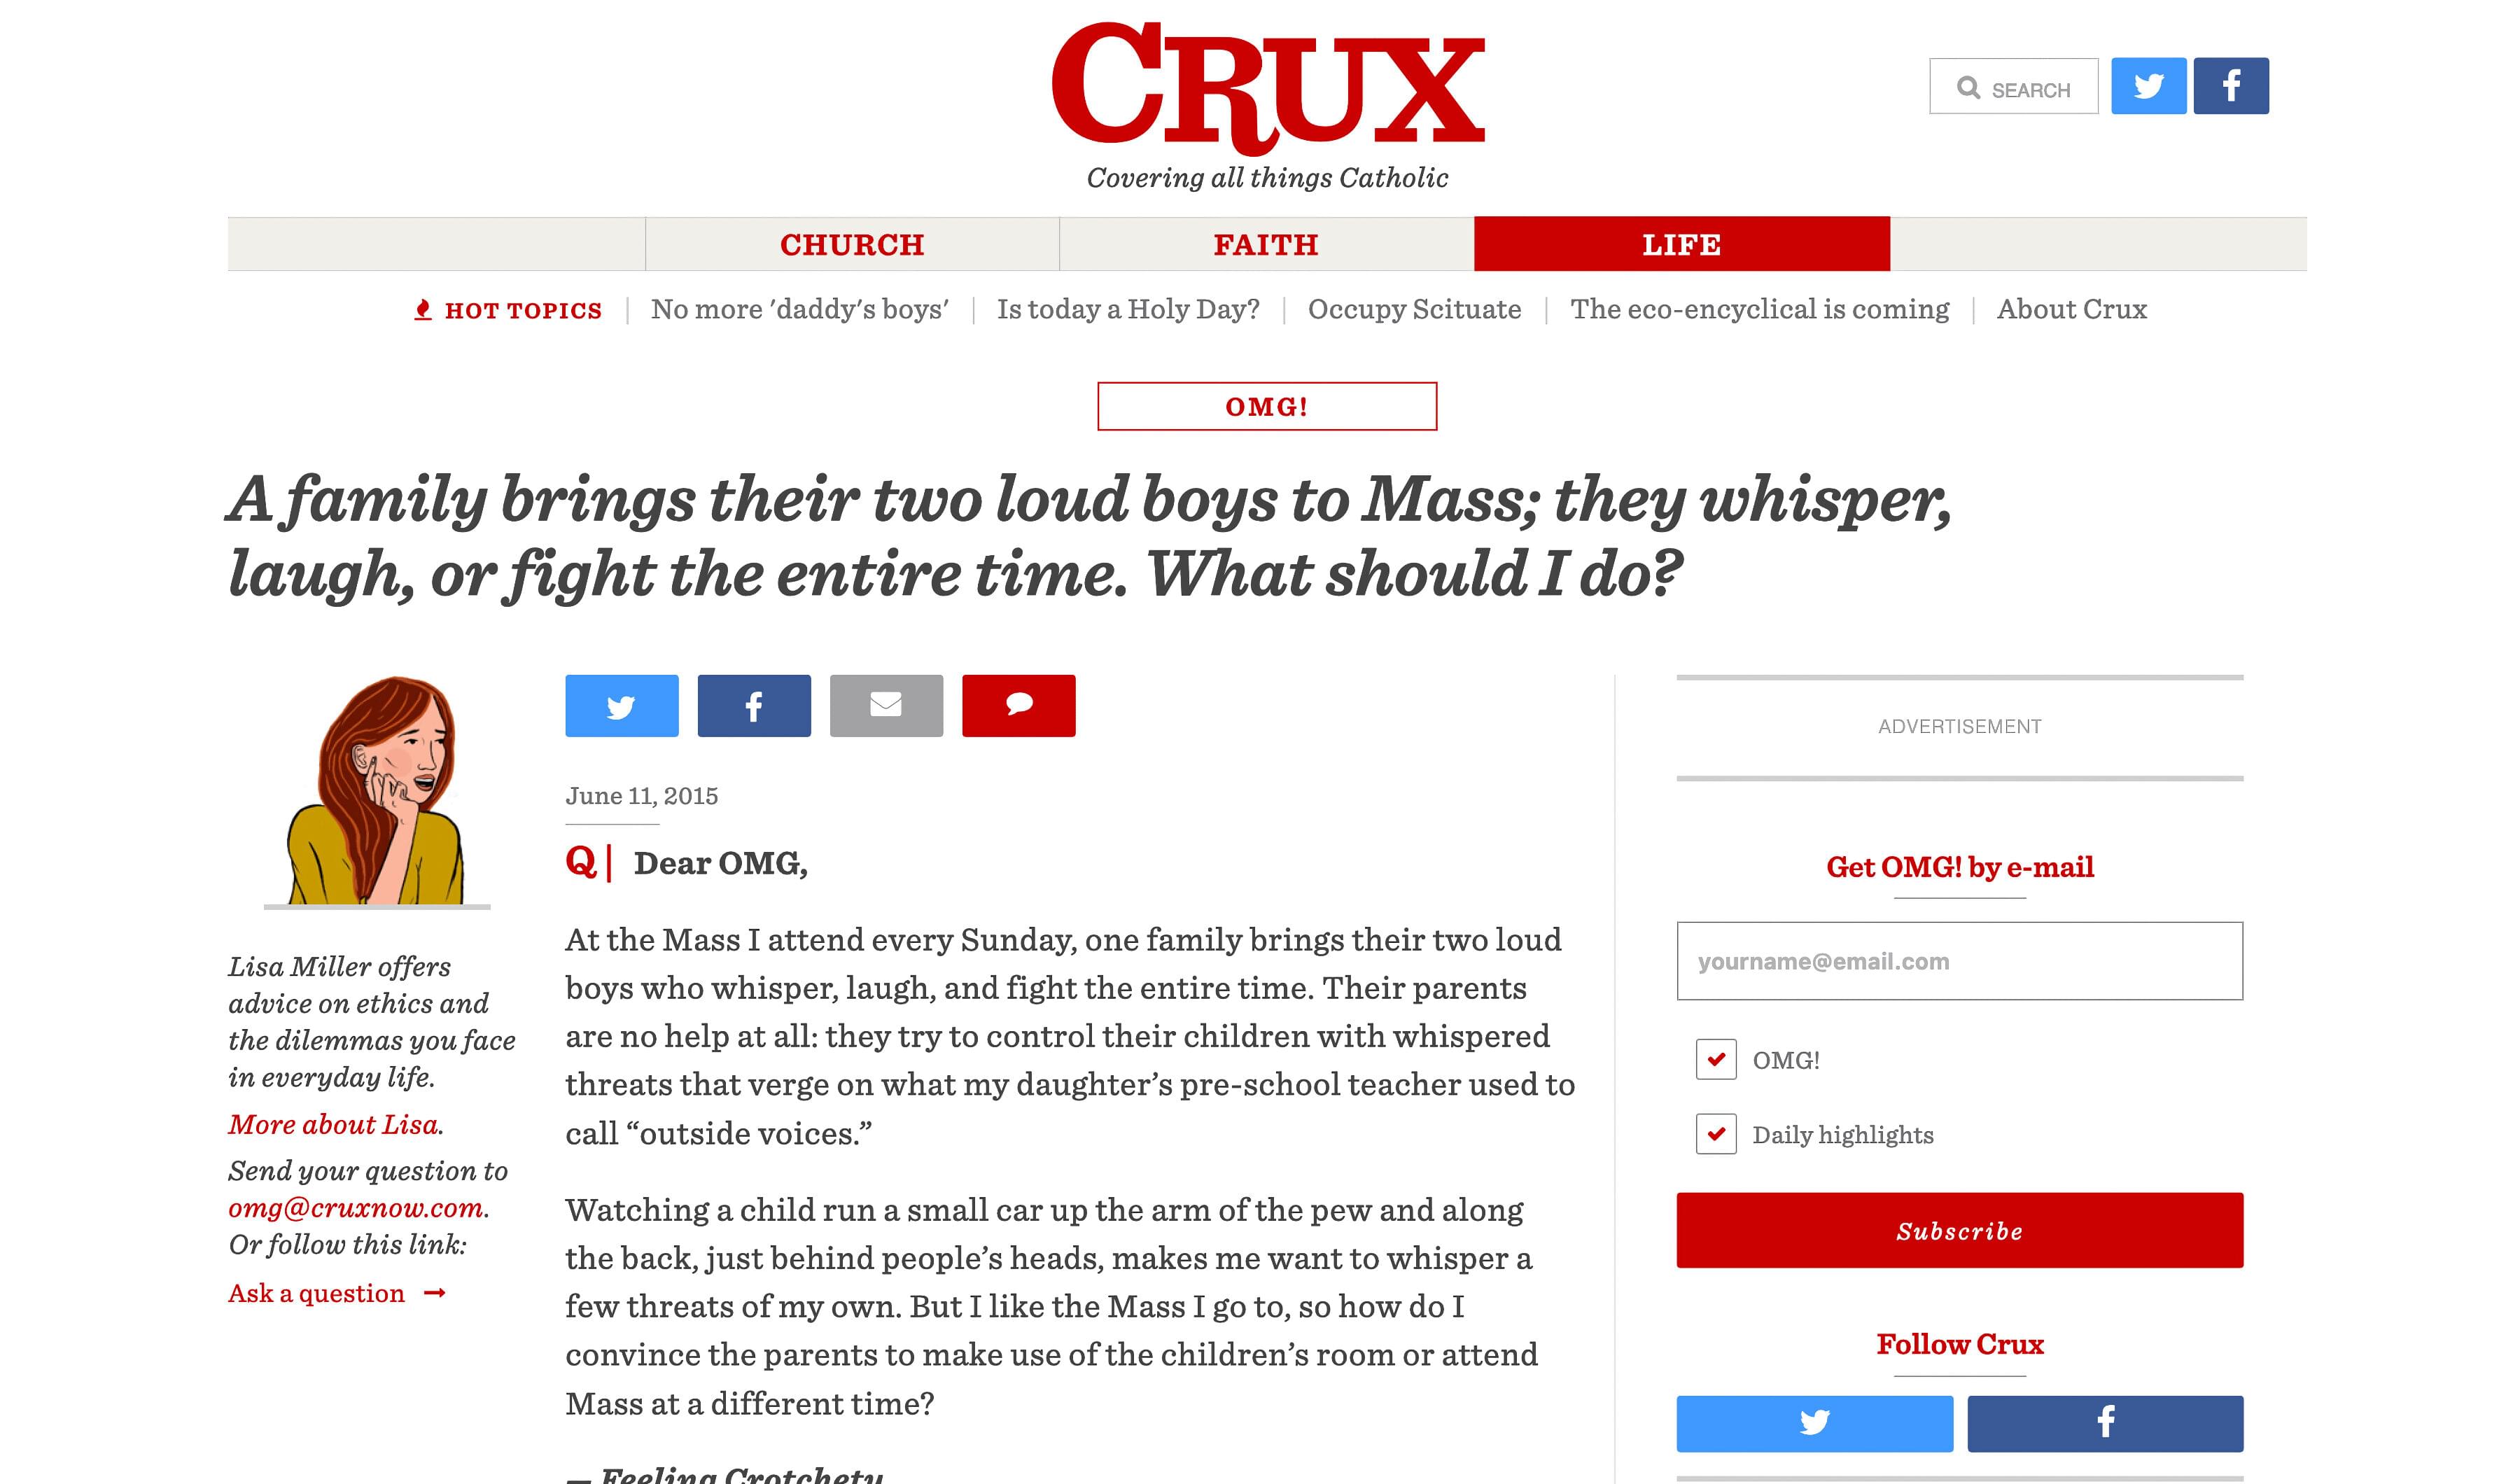 CRUX
Covering all things Catholic
SEARCH
CHURCH
FAITH
LIFE
HOT TOPICS
No more 'daddy's boys'
Is today a Holy Day?
Occupy Scituate
The eco-encyclical is coming
About Crux
OMG!
A family brings their two loud boys to Mass; they whisper,
laugh, or fight the entire time. What should I do?
Lisa Miller offers
advice on ethics and
the dilemmas you face
in everyday life.
More about Lisa.
Send your question to
omg@cruxnow.com.
Or follow this link:
Ask a question →
June 11, 2015
Q| Dear OMG,
At the Mass I attend every Sunday, one family brings their two loud
boys who whisper, laugh, and fight the entire time. Their parents
are no help at all: they try to control their children with whispered
threats that verge on what my daughter’s pre-school teacher used to
call “outside voices.”
Watching a child run a small car up the arm of the pew and along
the back, just behind people’s heads, makes me want to whisper a
few threats of my own. But I like the Mass I go to, so how do I
convince the parents to make use of the children’s room or attend
Mass at a different time?
— Feeling Crotchety
ADVERTISEMENT
Get OMG! by e-mail
yourname@email.com
OMG!
Daily highlights
Subscribe
Follow Crux